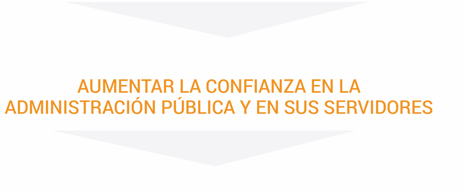 AUMENTAR LA CONFIANZA EN LA
ADMINISTRACIÓN PÚBLICA Y EN SUS SERVIDORES